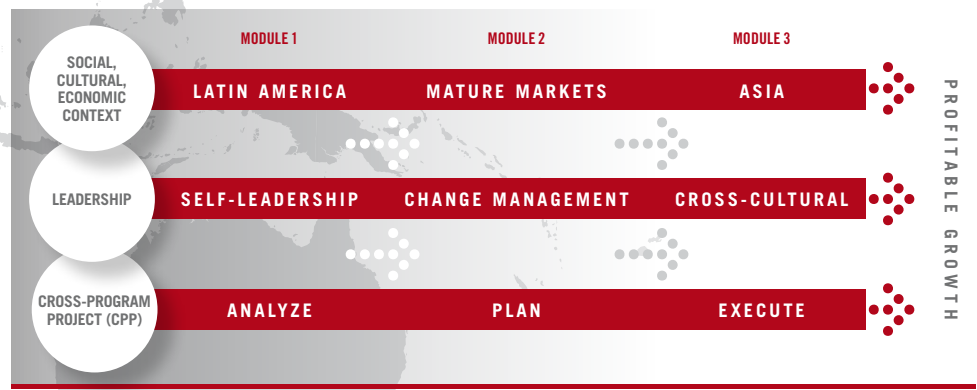 MODULE 1
MODULE 2
MODULE 3
SOCIAL,
CULTURAL,
ECONOMIC
CONTEXT
LATIN AMERICA
MATURE MARKETS
ASIA
LEADERSHIP
SELF-LEADERSHIP
CHANGE MANAGEMENT
CROSS-CULTURAL
CROSS-PROGRAM
PROJECT (CPP)
ANALYZE
PLAN
EXECUTE
PROFITABLE GROWTH